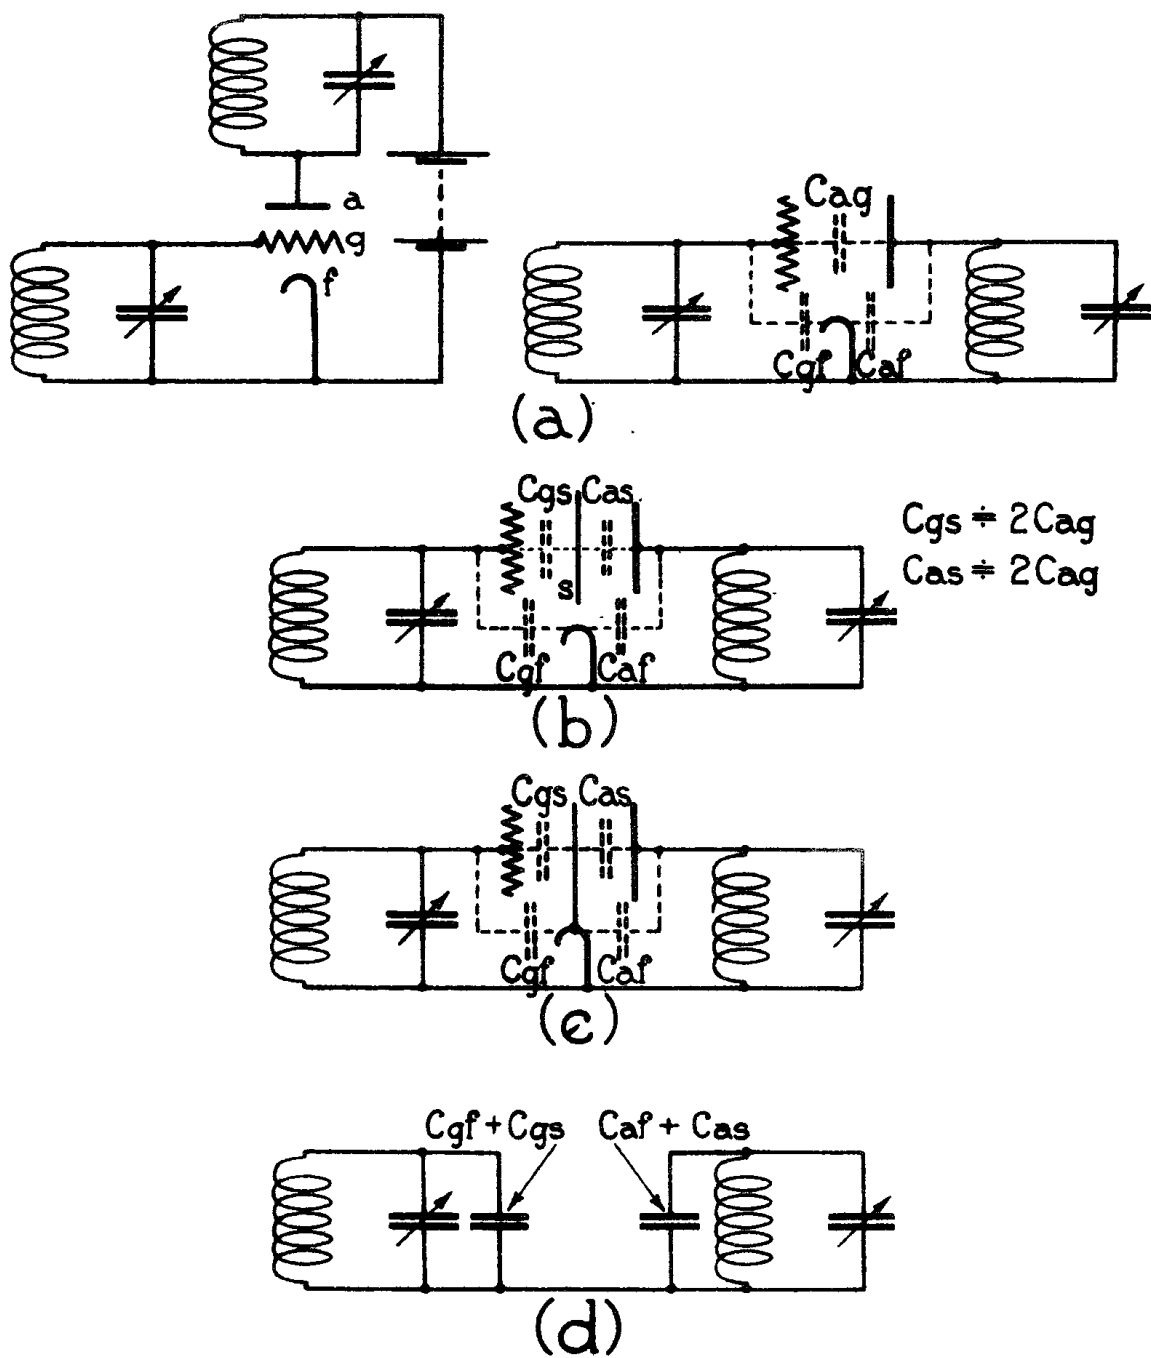 a
g
f
Cag
Cgf Caf
(a)
Cgs Cas
Cgs ≑ 2Cag
Cas ≑ 2Cag
s
Cgf Caf
(b)
Cgs Cas
Cgf Caf
(c)
Cgf + Cgs Caf + Cas
(d)